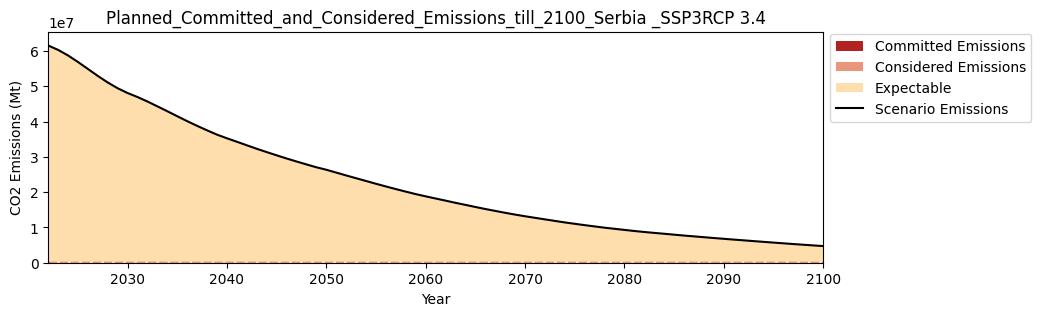 Planned_Committed_and_Considered_Emissions_till_2100_Serbia _SSP3RCP 3.4
1e7
6
5
4
3
2
1
0
CO2 Emissions (Mt)
2030 2040 2050 2060 2070 2080 2090 2100
Year
Committed Emissions
Considered Emissions
Expectable
Scenario Emissions